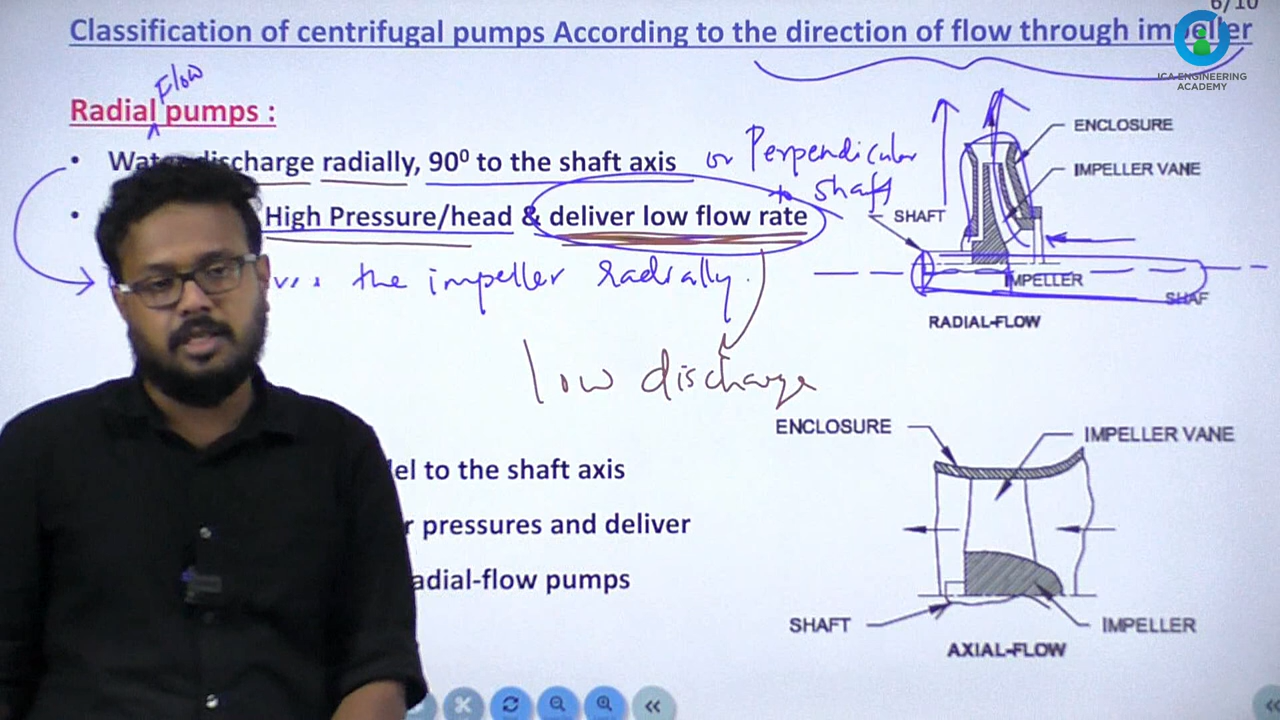 6/10
Classification of centrifugal pumps According to the direction of flow through impeller
ICA ENGINEERING
ACADEMY
Flow
Radial pumps :
• Water discharge radially, 90⁰ to the shaft axis
or Perpendicular
to shaft
• High Pressure/head & deliver low flow rate
the impeller radially.
low discharge
ENCLOSURE
IMPELLER VANE
SHAFT
IMPELLER
SHAF
RADIAL-FLOW
el to the shaft axis
r pressures and deliver
adial-flow pumps
ENCLOSURE
IMPELLER VANE
SHAFT
IMPELLER
AXIAL-FLOW